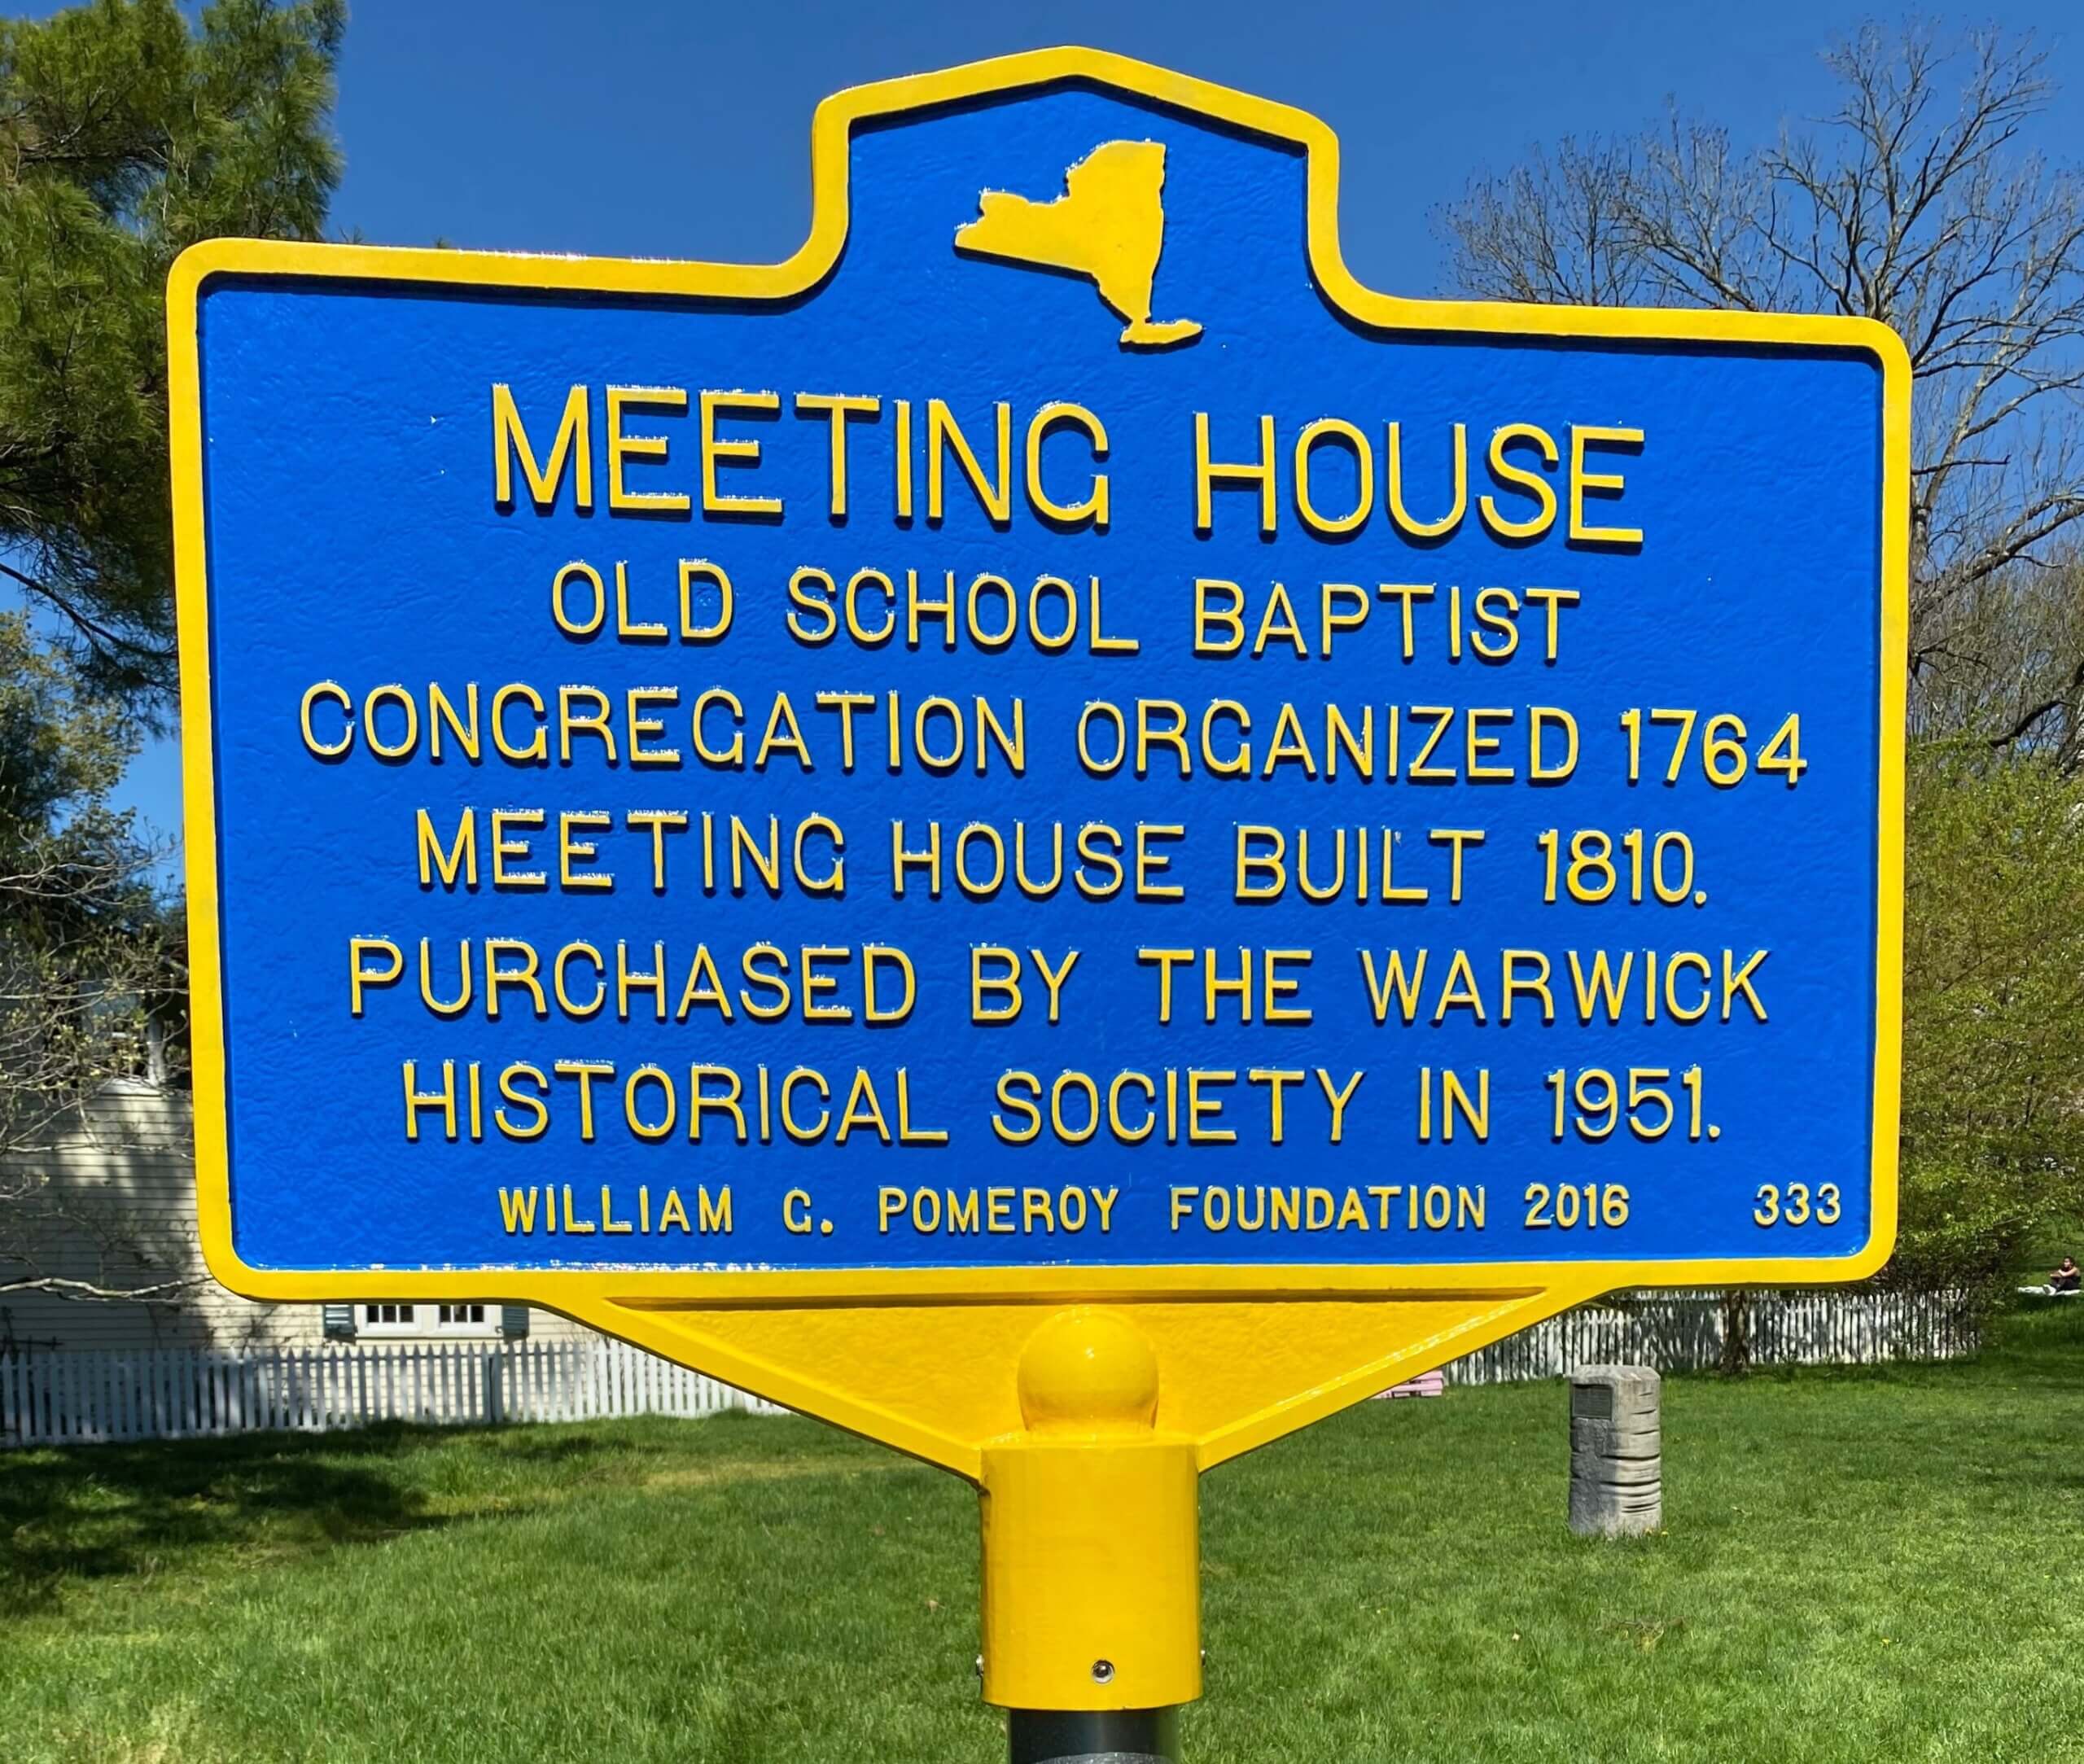 MEETING HOUSE
OLD SCHOOL BAPTIST
CONGREGATION ORGANIZED 1764
MEETING HOUSE BUILT 1810.
PURCHASED BY THE WARWICK
HISTORICAL SOCIETY IN 1951.
WILLIAM G. POMEROY FOUNDATION 2016 333